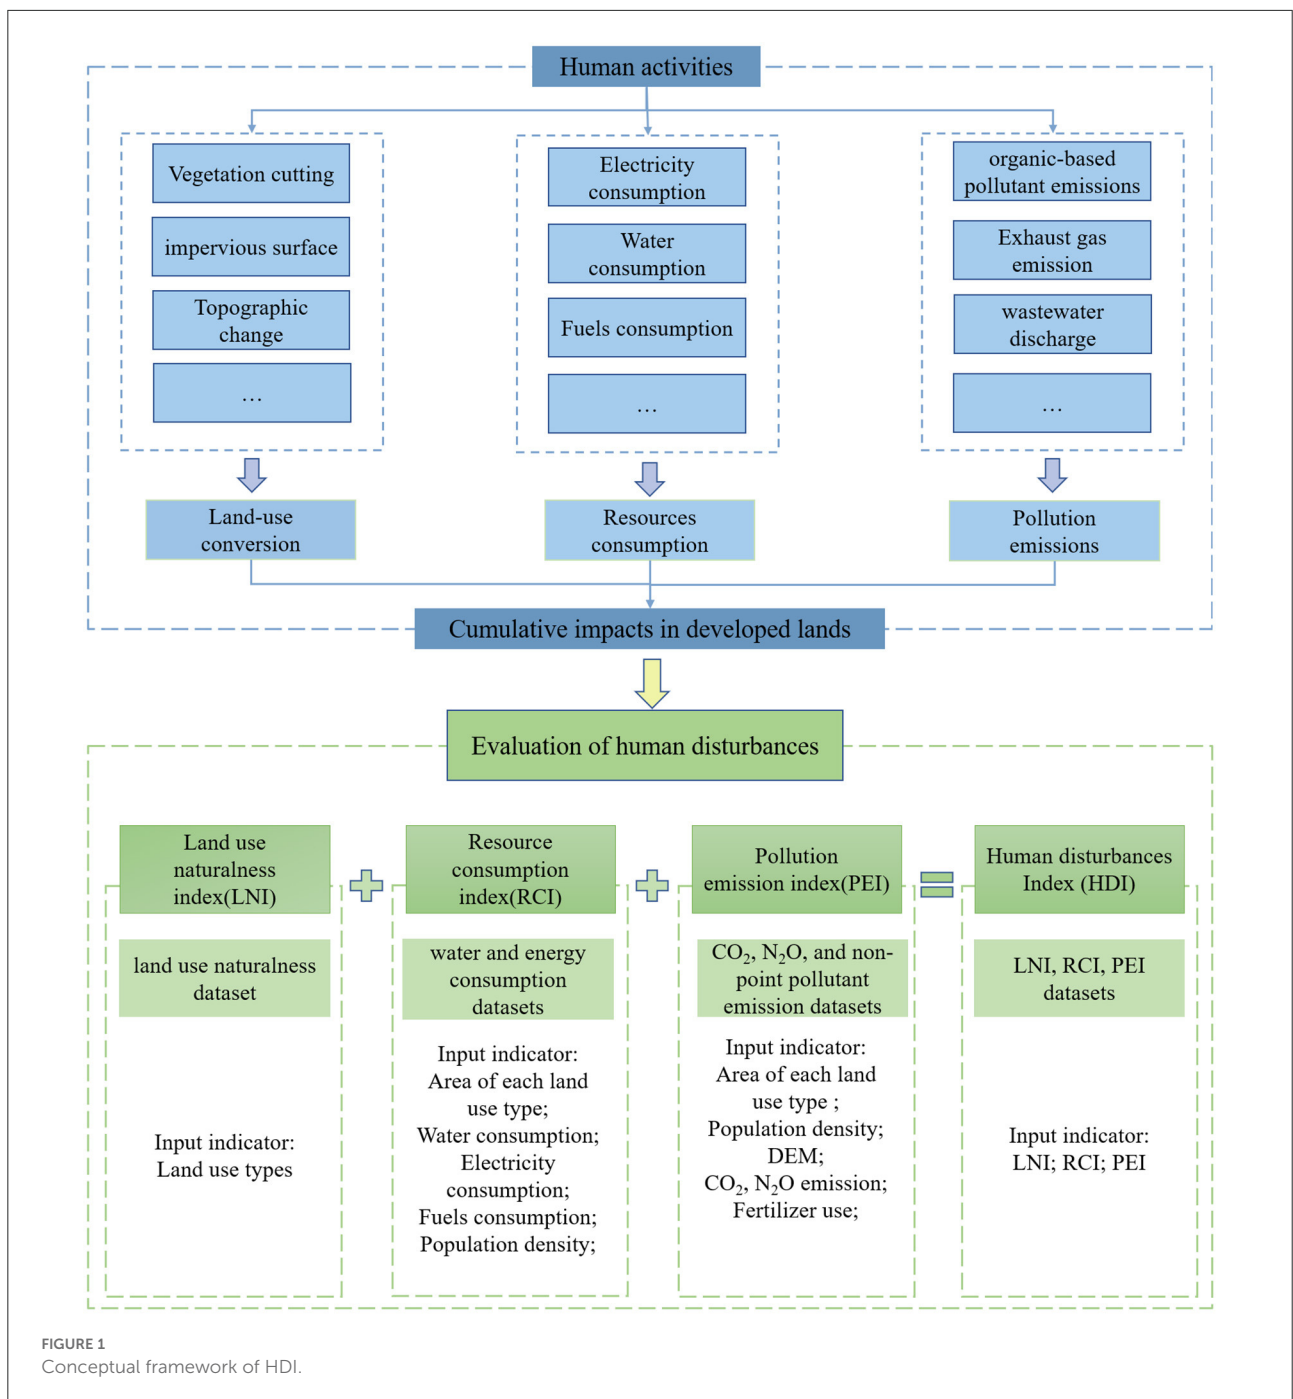 Human activities
Vegetation cutting
impervious surface
Topographic
change
…
Electricity
consumption
Water
consumption
Fuels consumption
…
organic-based
pollutant emissions
Exhaust gas
emission
wastewater
discharge
…
Land-use
conversion
Resources
consumption
Pollution
emissions
Cumulative impacts in developed lands
Evaluation of human disturbances
Land use
naturalness
index(LNI)
land use naturalness
dataset
Input indicator:
Land use types
Resource
consumption
index(RCI)
water and energy
consumption
datasets
Input indicator:
Area of each land
use type;
Water consumption;
Electricity
consumption;
Fuels consumption;
Population density;
Pollution
emission index(PEI)
CO₂, N₂O, and non-
point pollutant
emission datasets
Input indicator:
Area of each land
use type ;
Population density;
DEM;
CO₂, N₂O emission;
Fertilizer use;
Human disturbances
Index (HDI)
LNI, RCI, PEI
datasets
Input indicator:
LNI; RCI; PEI
FIGURE 1
Conceptual framework of HDI.